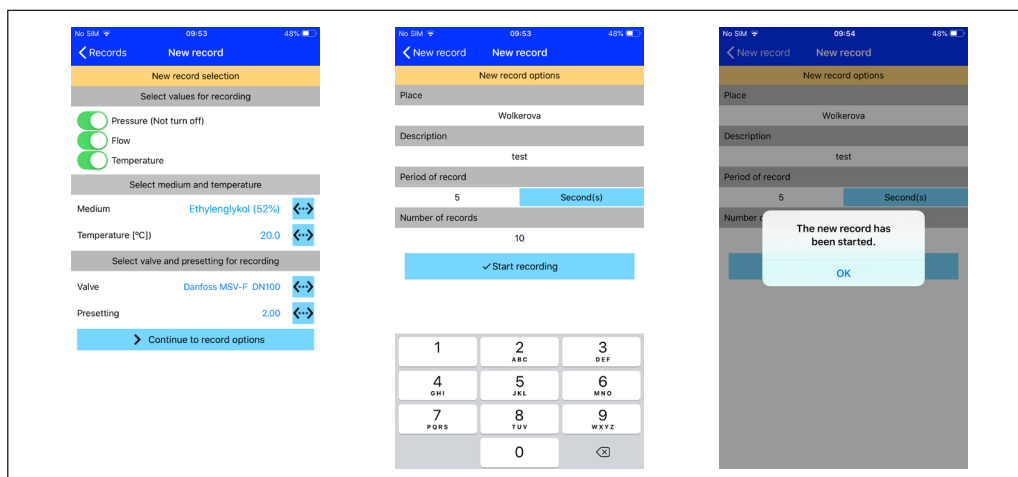 No SIM 09:53 48%
Records New record
New record selection
Select values for recording
Pressure (Not turn off)
Flow
Temperature
Select medium and temperature
Medium Ethylenglykol (52%)
Temperature [°C]) 20.0
Select valve and presetting for recording
Valve Danfoss MSV-F DN100
Presetting 2.00
Continue to record options
No SIM 09:53 48%
New record New record
New record options
Place
Wolkerova
Description
test
Period of record
5 Second(s)
Number of records
10
Start recording
1 2 3
ABC DEF
4 5 6
GHI JKL MNO
7 8 9
PQRS TUV WXYZ
0
No SIM 09:54 48%
New record New record
New record options
Place
Wolkerova
Description
test
Period of record
5 Second(s)
Number
The new record has
been started.
OK